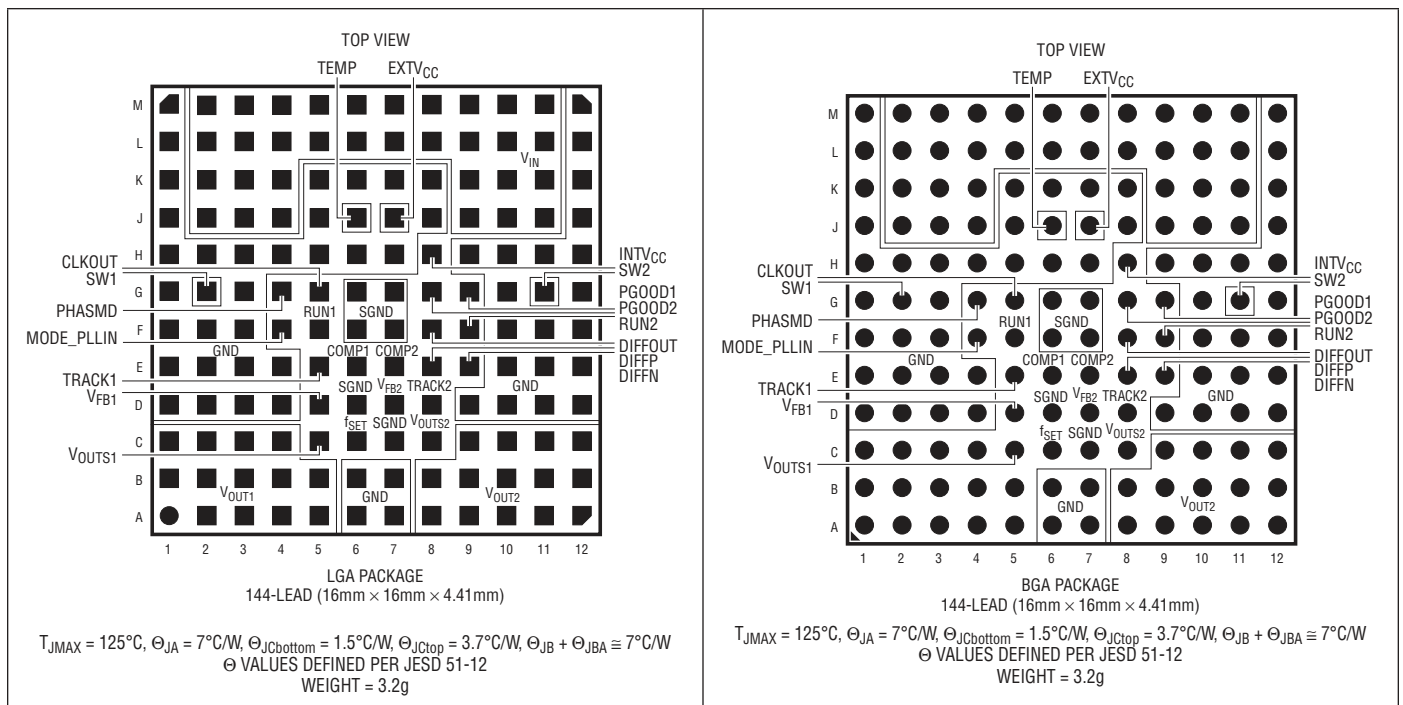 TOP VIEW
TEMP EXTVCC
M
L
VIN
K
J
H
CLKOUT
SW1
INTVCC
SW2
G
PGOOD1
PGOOD2
PHASMD
RUN1 SGND
RUN2
F
MODE_PLLIN
GND
COMP1 COMP2
DIFFOUT
DIFFP
DIFFN
E
TRACK1
SGND VFB2 TRACK2
GND
VFB1
D
fSET SGND VOUTS2
C
VOUTS1
B
VOUT1
GND
VOUT2
A
1 2 3 4 5 6 7 8 9 10 11 12
LGA PACKAGE
144-LEAD (16mm × 16mm × 4.41mm)
TJMAX = 125°C, ΘJA = 7°C/W, ΘJCbottom = 1.5°C/W, ΘJCtop = 3.7°C/W, ΘJB + ΘJBA ≅ 7°C/W
Θ VALUES DEFINED PER JESD 51-12
WEIGHT = 3.2g
TOP VIEW
TEMP EXTVCC
M
L
K
J
H
CLKOUT
SW1
INTVCC
SW2
G
PGOOD1
PGOOD2
PHASMD
RUN1 SGND
RUN2
F
MODE_PLLIN
GND
COMP1 COMP2
DIFFOUT
DIFFP
DIFFN
E
TRACK1
SGND VFB2 TRACK2
GND
VFB1
D
fSET SGND VOUTS2
C
VOUTS1
B
GND
VOUT2
A
1 2 3 4 5 6 7 8 9 10 11 12
BGA PACKAGE
144-LEAD (16mm × 16mm × 4.41mm)
TJMAX = 125°C, ΘJA = 7°C/W, ΘJCbottom = 1.5°C/W, ΘJCtop = 3.7°C/W, ΘJB + ΘJBA ≅ 7°C/W
Θ VALUES DEFINED PER JESD 51-12
WEIGHT = 3.2g